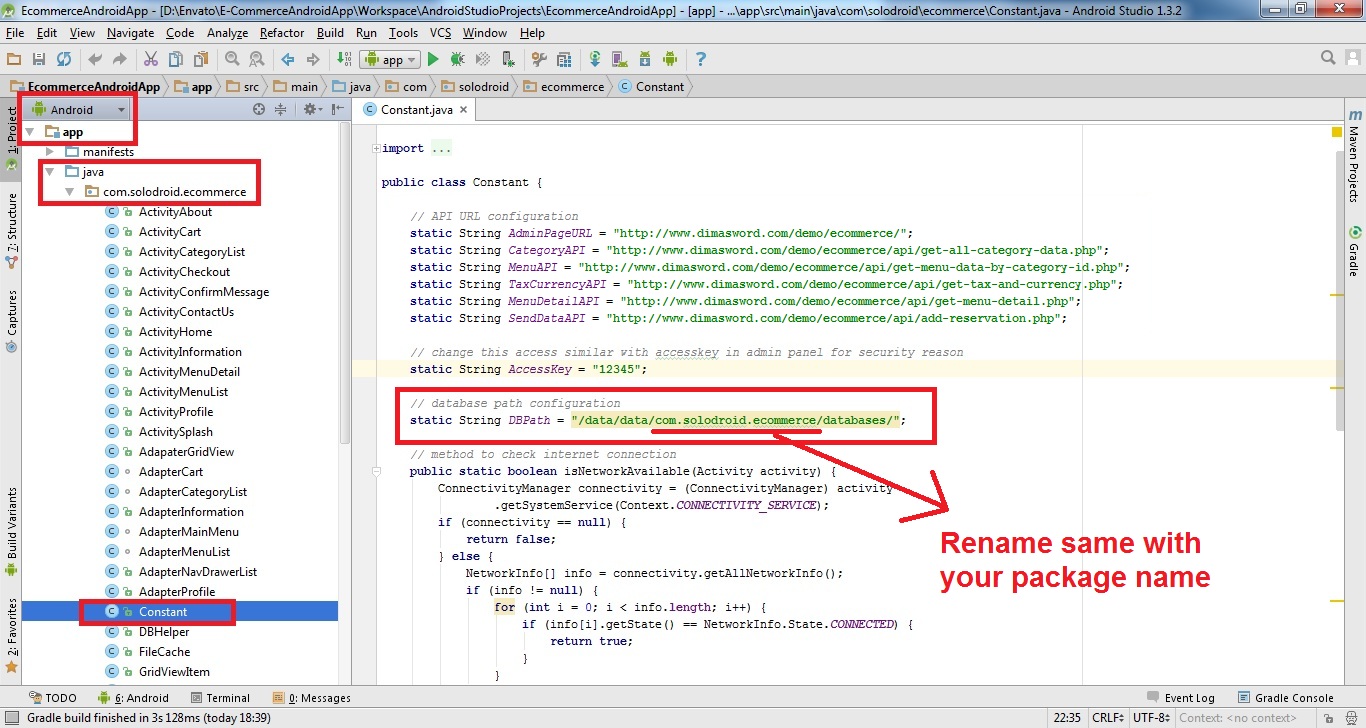 EcommerceAndroidApp - [D:\Envato\E-CommerceAndroidApp\Workspace\AndroidStudioProjects\EcommerceAndroidApp] - [app] - ...\app\src\main\java\com\solodroid\ecommerce\Constant.java - Android Studio 1.3.2
File Edit View Navigate Code Analyze Refactor Build Run Tools VCS Window Help
app
EcommerceAndroidApp app src main java com solodroid ecommerce Constant
1: Project
7: Structure
Captures
Build Variants
2: Favorites
Android
app
manifests
java
com.solodroid.ecommerce
ActivityAbout
ActivityCart
ActivityCategoryList
ActivityCheckout
ActivityConfirmMessage
ActivityContactUs
ActivityHome
ActivityInformation
ActivityMenuDetail
ActivityMenuList
ActivityProfile
ActivitySplash
AdapaterGridView
AdapterCart
AdapterCategoryList
AdapterInformation
AdapterMainMenu
AdapterMenuList
AdapterNavDrawerList
AdapterProfile
Constant
DBHelper
FileCache
GridViewItem
Constant.java
import ...
public class Constant {
// API URL configuration
static String AdminPageURL = "http://www.dimasword.com/demo/ecommerce/";
static String CategoryAPI = "http://www.dimasword.com/demo/ecommerce/api/get-all-category-data.php";
static String MenuAPI = "http://www.dimasword.com/demo/ecommerce/api/get-menu-data-by-category-id.php";
static String TaxCurrencyAPI = "http://www.dimasword.com/demo/ecommerce/api/get-tax-and-currency.php";
static String MenuDetailAPI = "http://www.dimasword.com/demo/ecommerce/api/get-menu-detail.php";
static String SendDataAPI = "http://www.dimasword.com/demo/ecommerce/api/add-reservation.php";
// change this access similar with accesskey in admin panel for security reason
static String AccessKey = "12345";
// database path configuration
static String DBPath = "/data/data/com.solodroid.ecommerce/databases/";
// method to check internet connection
public static boolean isNetworkAvailable(Activity activity) {
ConnectivityManager connectivity = (ConnectivityManager) activity
.getSystemService(Context.CONNECTIVITY_SERVICE);
if (connectivity == null) {
return false;
} else {
NetworkInfo[] info = connectivity.getAllNetworkInfo();
if (info != null) {
for (int i = 0; i < info.length; i++) {
if (info[i].getState() == NetworkInfo.State.CONNECTED) {
return true;
}
}
Rename same with
your package name
Maven Projects
Gradle
TODO 6: Android Terminal 0: Messages Event Log Gradle Console
Gradle build finished in 3s 128ms (today 18:39) 22:35 CRLF UTF-8 Context: <no context>